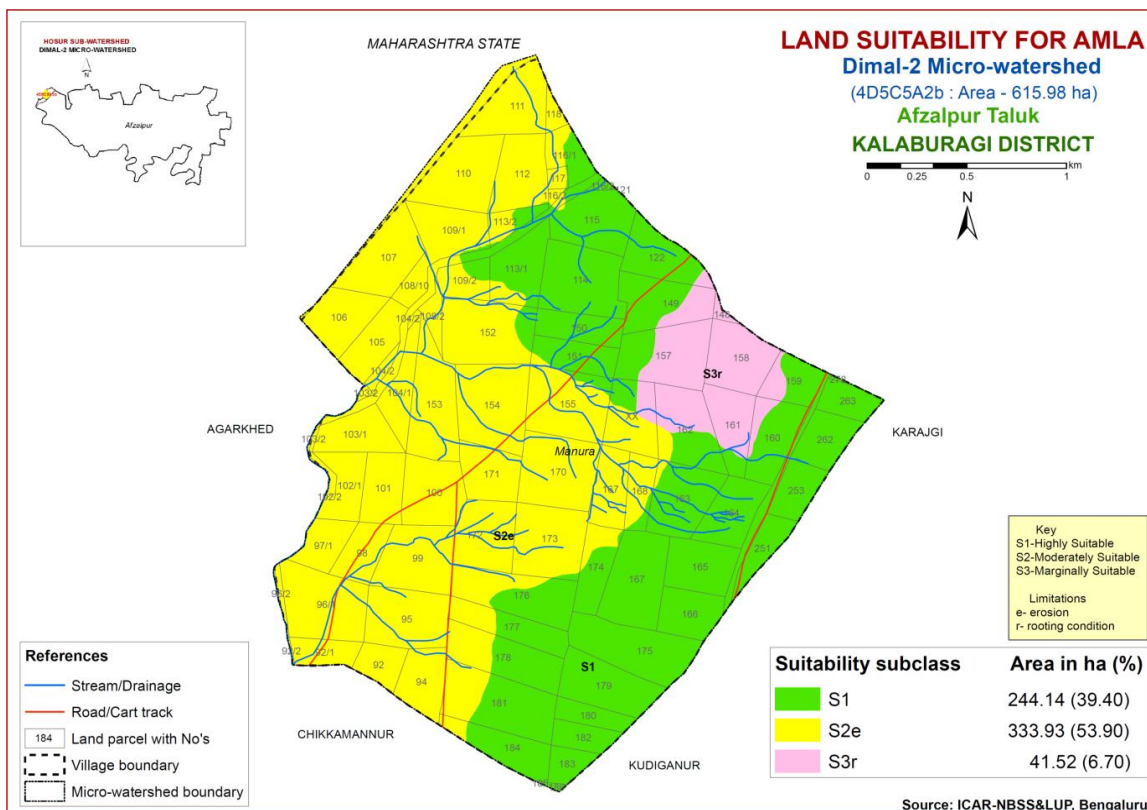 HOSUR SUB-WATERSHED
DIMAL-2 MICRO-WATERSHED
N
Afzalpur
MAHARASHTRA STATE
LAND SUITABILITY FOR AMLA
Dimal-2 Micro-watershed
(4D5C5A2b : Area - 615.98 ha)
Afzalpur Taluk
KALABURAGI DISTRICT
km
0 0.25 0.5 1
N
111
118
116/1
110 112 117
116/2
121
115
113/2
109/1
122
107
113/1
109/2 114
108/10
149
148
106
104/2
152
150
105
151 157 158
S3r
159
104/2
263
103/2 104/1
153 154 155
XX
161
162
160
262
AGARKHED
KARAJGI
103/2 103/1
Manura
171 170
102/1 101 100
102/2
167 168
163
253
164
97/1 98
172
S2e
173
251
99
174 167 165
95/2
96/1
176
166
95
177
92/2 92/1
175
178
92
S1
94
179
181
180
182
184
183
CHIKKAMANNUR
KUDIGANUR
Key
S1-Highly Suitable
S2-Moderately Suitable
S3-Marginally Suitable
Limitations
e- erosion
r- rooting condition
References
Stream/Drainage
Road/Cart track
184 Land parcel with No's
Village boundary
Micro-watershed boundary
Suitability subclass Area in ha (%)
S1 244.14 (39.40)
S2e 333.93 (53.90)
S3r 41.52 (6.70)
Source: ICAR-NBSS&LUP, Bengaluru